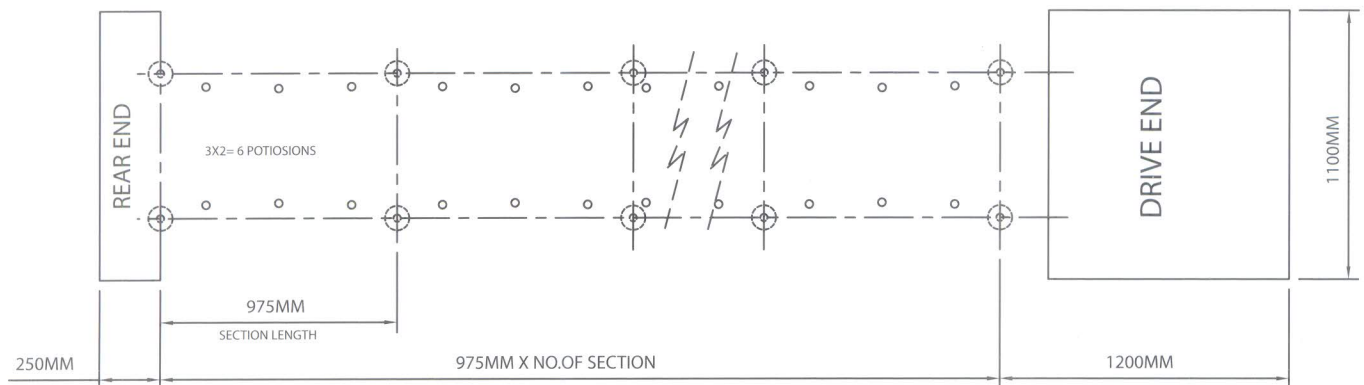 REAR END
3X2= 6 POTIOSIONS
DRIVE END
1100MM
975MM
SECTION LENGTH
250MM
975MM X NO.OF SECTION
1200MM